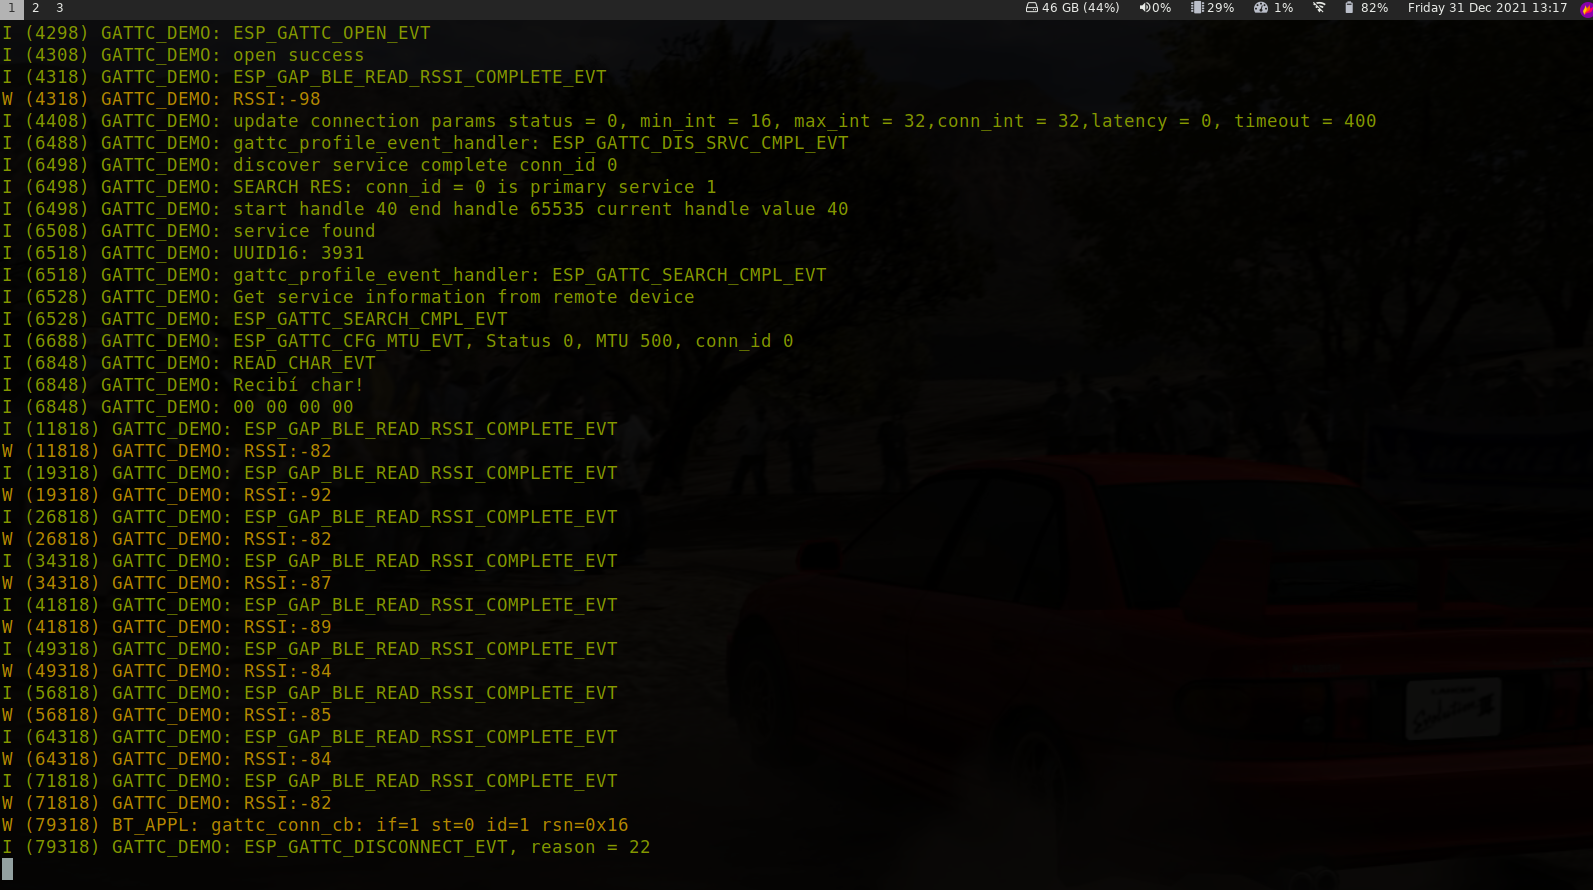 1 2 3 46 GB (44%) 0% 29% 1% 82% Friday 31 Dec 2021 13:17
I (4298) GATTC_DEMO: ESP_GATTC_OPEN_EVT
I (4308) GATTC_DEMO: open success
I (4318) GATTC_DEMO: ESP_GAP_BLE_READ_RSSI_COMPLETE_EVT
W (4318) GATTC_DEMO: RSSI:-98
I (4408) GATTC_DEMO: update connection params status = 0, min_int = 16, max_int = 32,conn_int = 32,latency = 0, timeout = 400
I (6488) GATTC_DEMO: gattc_profile_event_handler: ESP_GATTC_DIS_SRVC_CMPL_EVT
I (6498) GATTC_DEMO: discover service complete conn_id 0
I (6498) GATTC_DEMO: SEARCH RES: conn_id = 0 is primary service 1
I (6498) GATTC_DEMO: start handle 40 end handle 65535 current handle value 40
I (6508) GATTC_DEMO: service found
I (6518) GATTC_DEMO: UUID16: 3931
I (6518) GATTC_DEMO: gattc_profile_event_handler: ESP_GATTC_SEARCH_CMPL_EVT
I (6528) GATTC_DEMO: Get service information from remote device
I (6528) GATTC_DEMO: ESP_GATTC_SEARCH_CMPL_EVT
I (6688) GATTC_DEMO: ESP_GATTC_CFG_MTU_EVT, Status 0, MTU 500, conn_id 0
I (6848) GATTC_DEMO: READ_CHAR_EVT
I (6848) GATTC_DEMO: Recibí char!
I (6848) GATTC_DEMO: 00 00 00 00
I (11818) GATTC_DEMO: ESP_GAP_BLE_READ_RSSI_COMPLETE_EVT
W (11818) GATTC_DEMO: RSSI:-82
I (19318) GATTC_DEMO: ESP_GAP_BLE_READ_RSSI_COMPLETE_EVT
W (19318) GATTC_DEMO: RSSI:-92
I (26818) GATTC_DEMO: ESP_GAP_BLE_READ_RSSI_COMPLETE_EVT
W (26818) GATTC_DEMO: RSSI:-82
I (34318) GATTC_DEMO: ESP_GAP_BLE_READ_RSSI_COMPLETE_EVT
W (34318) GATTC_DEMO: RSSI:-87
I (41818) GATTC_DEMO: ESP_GAP_BLE_READ_RSSI_COMPLETE_EVT
W (41818) GATTC_DEMO: RSSI:-89
I (49318) GATTC_DEMO: ESP_GAP_BLE_READ_RSSI_COMPLETE_EVT
W (49318) GATTC_DEMO: RSSI:-84
I (56818) GATTC_DEMO: ESP_GAP_BLE_READ_RSSI_COMPLETE_EVT
W (56818) GATTC_DEMO: RSSI:-85
I (64318) GATTC_DEMO: ESP_GAP_BLE_READ_RSSI_COMPLETE_EVT
W (64318) GATTC_DEMO: RSSI:-84
I (71818) GATTC_DEMO: ESP_GAP_BLE_READ_RSSI_COMPLETE_EVT
W (71818) GATTC_DEMO: RSSI:-82
W (79318) BT_APPL: gattc_conn_cb: if=1 st=0 id=1 rsn=0x16
I (79318) GATTC_DEMO: ESP_GATTC_DISCONNECT_EVT, reason = 22
Evolution III